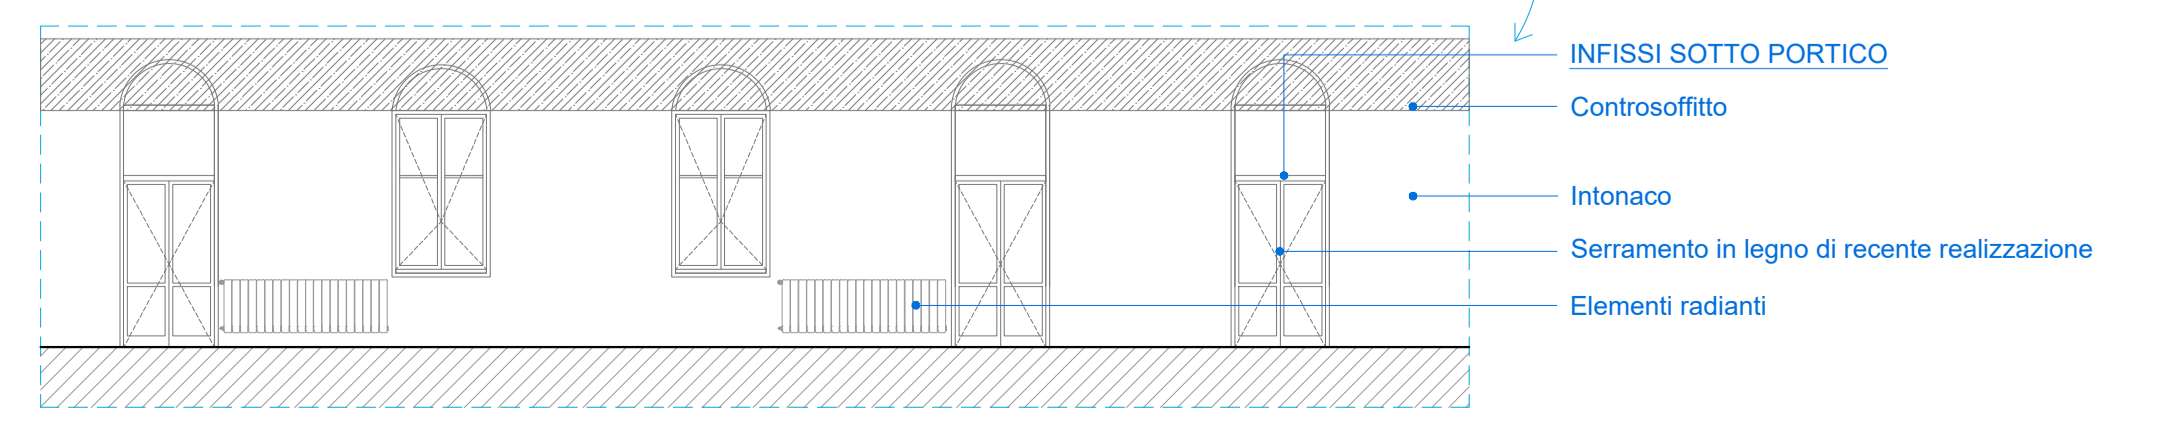 INFISSI SOTTO PORTICO
Controsoffitto
Intonaco
Serramento in legno di recente realizzazione
Elementi radianti